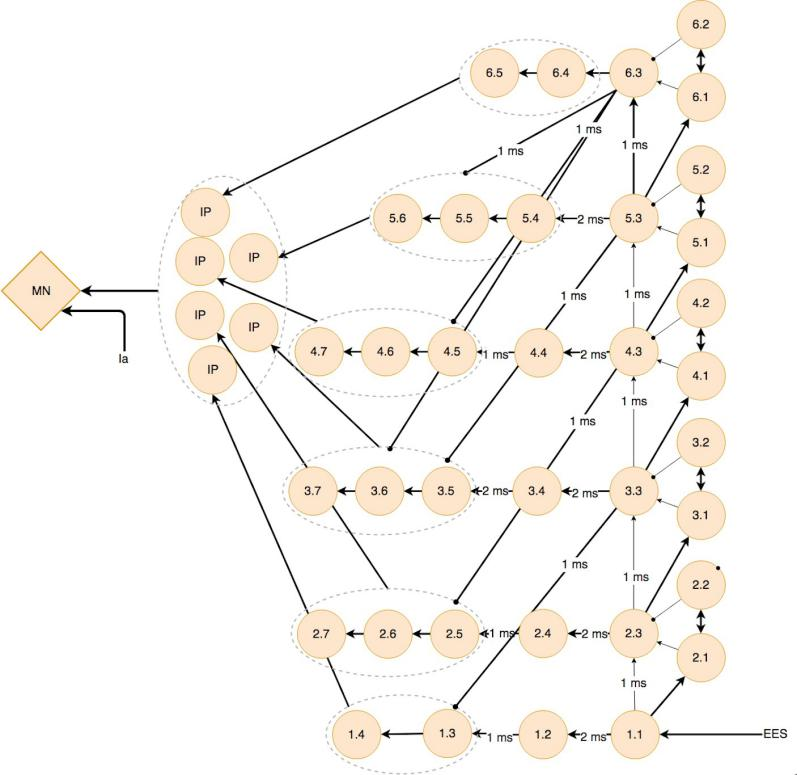 6.2
6.5
6.4
6.3
6.1
1 ms
1 ms
1 ms
5.2
IP
5.6
5.5
5.4
2 ms
5.3
5.1
IP
IP
MN
1 ms
1 ms
4.2
IP
IP
Ia
4.7
4.6
4.5
1 ms
4.4
2 ms
4.3
4.1
IP
1 ms
1 ms
3.2
3.7
3.6
3.5
2 ms
3.4
2 ms
3.3
3.1
1 ms
1 ms
2.2
2.7
2.6
2.5
1 ms
2.4
2 ms
2.3
2.1
1 ms
1.4
1.3
1 ms
1.2
2 ms
1.1
EES